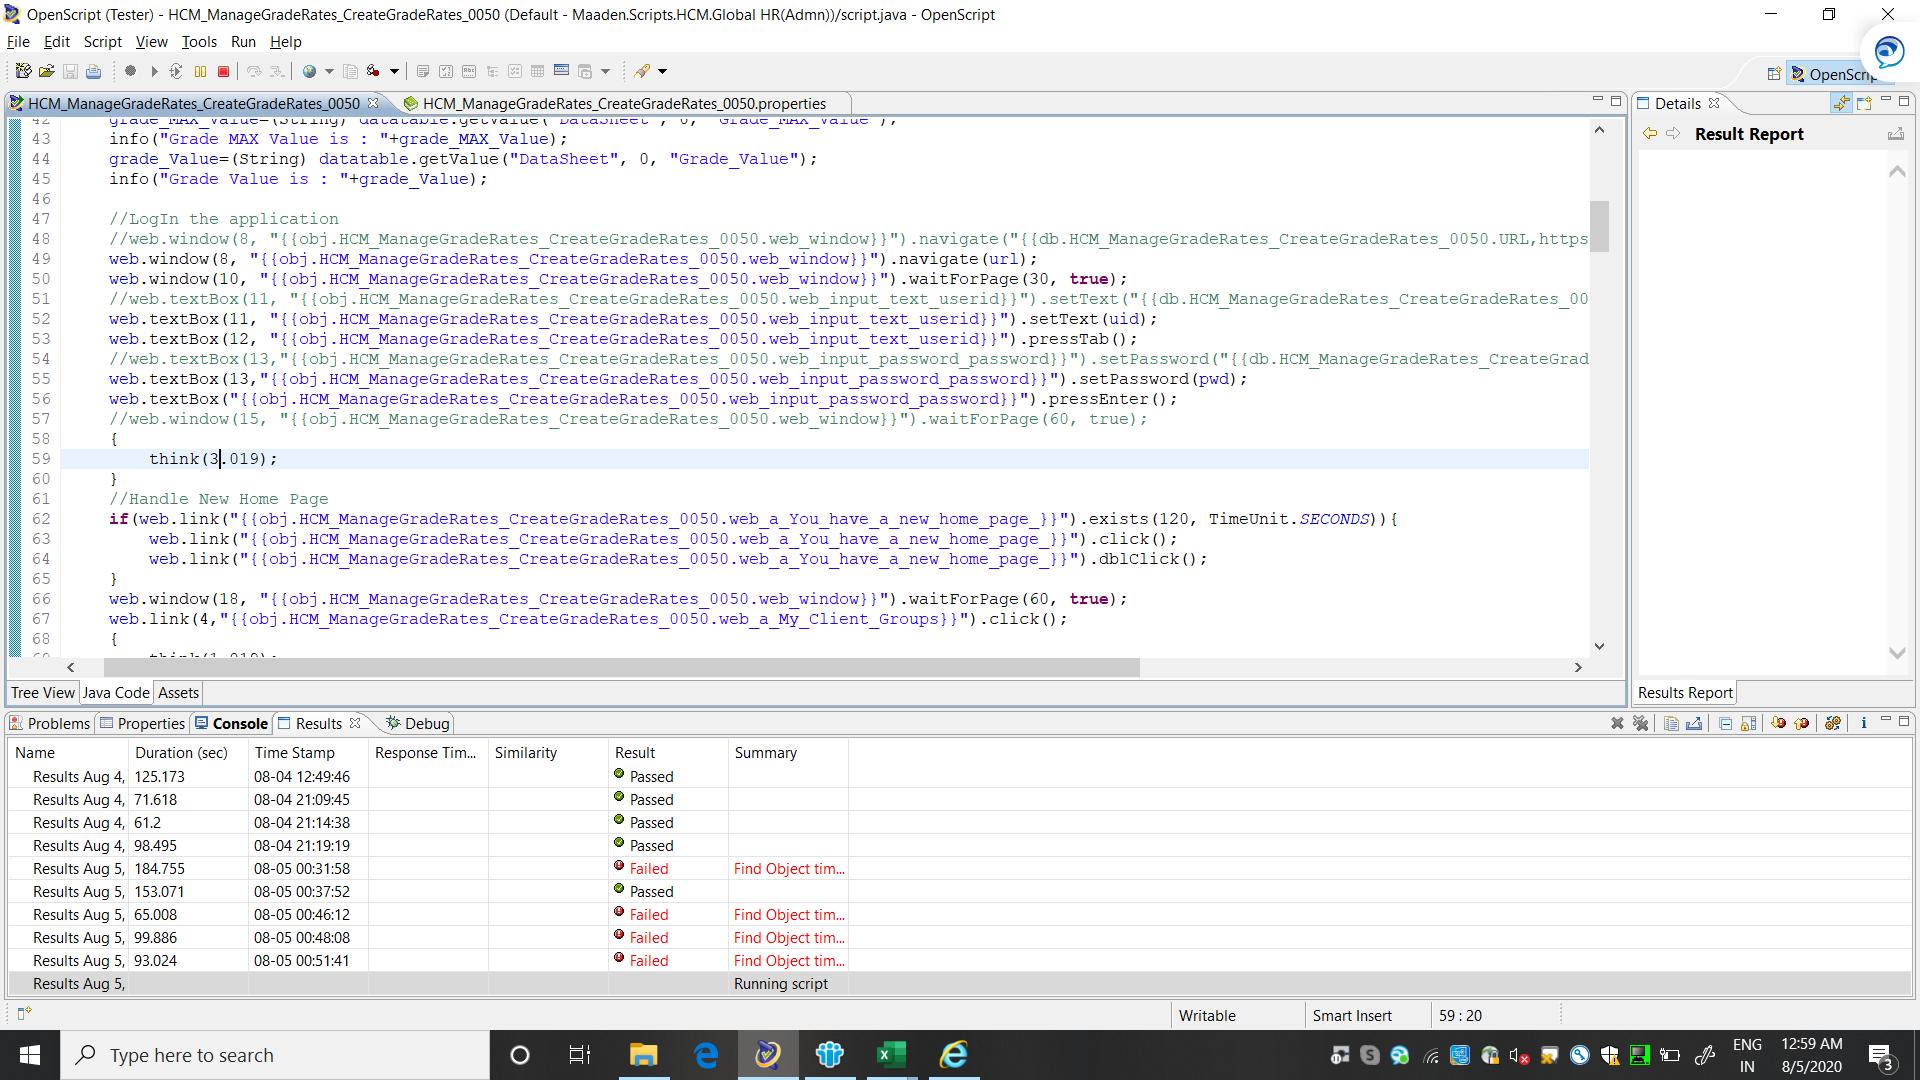 OpenScript (Tester) - HCM_ManageGradeRates_CreateGradeRates_0050 (Default - Maaden.Scripts.HCM.Global HR(Admn))/script.java - OpenScript
File Edit Script View Tools Run Help
OpenScrip
HCM_ManageGradeRates_CreateGradeRates_0050 HCM_ManageGradeRates_CreateGradeRates_0050.properties
42 grade_MAX_Value=(String) datatable.getValue("DataSheet", 0, "Grade_MAX_Value");
43 info("Grade MAX Value is : "+grade_MAX_Value);
44 grade_Value=(String) datatable.getValue("DataSheet", 0, "Grade_Value");
45 info("Grade Value is : "+grade_Value);
46
47 //LogIn the application
48 //web.window(8, "{{obj.HCM_ManageGradeRates_CreateGradeRates_0050.web_window}}").navigate("{{db.HCM_ManageGradeRates_CreateGradeRates_0050.URL,https
49 web.window(8, "{{obj.HCM_ManageGradeRates_CreateGradeRates_0050.web_window}}").navigate(url);
50 web.window(10, "{{obj.HCM_ManageGradeRates_CreateGradeRates_0050.web_window}}").waitForPage(30, true);
51 //web.textBox(11, "{{obj.HCM_ManageGradeRates_CreateGradeRates_0050.web_input_text_userid}}").setText("{{db.HCM_ManageGradeRates_CreateGradeRates_00
52 web.textBox(11, "{{obj.HCM_ManageGradeRates_CreateGradeRates_0050.web_input_text_userid}}").setText(uid);
53 web.textBox(12, "{{obj.HCM_ManageGradeRates_CreateGradeRates_0050.web_input_text_userid}}").pressTab();
54 //web.textBox(13,"{{obj.HCM_ManageGradeRates_CreateGradeRates_0050.web_input_password_password}}").setPassword("{{db.HCM_ManageGradeRates_CreateGrad
55 web.textBox(13,"{{obj.HCM_ManageGradeRates_CreateGradeRates_0050.web_input_password_password}}").setPassword(pwd);
56 web.textBox("{{obj.HCM_ManageGradeRates_CreateGradeRates_0050.web_input_password_password}}").pressEnter();
57 //web.window(15, "{{obj.HCM_ManageGradeRates_CreateGradeRates_0050.web_window}}").waitForPage(60, true);
58 {
59 think(3.019);
60 }
61 //Handle New Home Page
62 if(web.link("{{obj.HCM_ManageGradeRates_CreateGradeRates_0050.web_a_You_have_a_new_home_page_}}").exists(120, TimeUnit.SECONDS)){
63 web.link("{{obj.HCM_ManageGradeRates_CreateGradeRates_0050.web_a_You_have_a_new_home_page_}}").click();
64 web.link("{{obj.HCM_ManageGradeRates_CreateGradeRates_0050.web_a_You_have_a_new_home_page_}}").dblClick();
65 }
66 web.window(18, "{{obj.HCM_ManageGradeRates_CreateGradeRates_0050.web_window}}").waitForPage(60, true);
67 web.link(4,"{{obj.HCM_ManageGradeRates_CreateGradeRates_0050.web_a_My_Client_Groups}}").click();
68 {
Tree View Java Code Assets
Details
Result Report
Results Report
Problems Properties Console Results Debug
Name Duration (sec) Time Stamp Response Tim... Similarity Result Summary
Results Aug 4, 125.173 08-04 12:49:46 Passed
Results Aug 4, 71.618 08-04 21:09:45 Passed
Results Aug 4, 61.2 08-04 21:14:38 Passed
Results Aug 4, 98.495 08-04 21:19:19 Passed
Results Aug 5, 184.755 08-05 00:31:58 Failed Find Object tim...
Results Aug 5, 153.071 08-05 00:37:52 Passed
Results Aug 5, 65.008 08-05 00:46:12 Failed Find Object tim...
Results Aug 5, 99.886 08-05 00:48:08 Failed Find Object tim...
Results Aug 5, 93.024 08-05 00:51:41 Failed Find Object tim...
Results Aug 5, Running script
Writable Smart Insert 59 : 20
Type here to search
ENG
IN
12:59 AM
8/5/2020
3